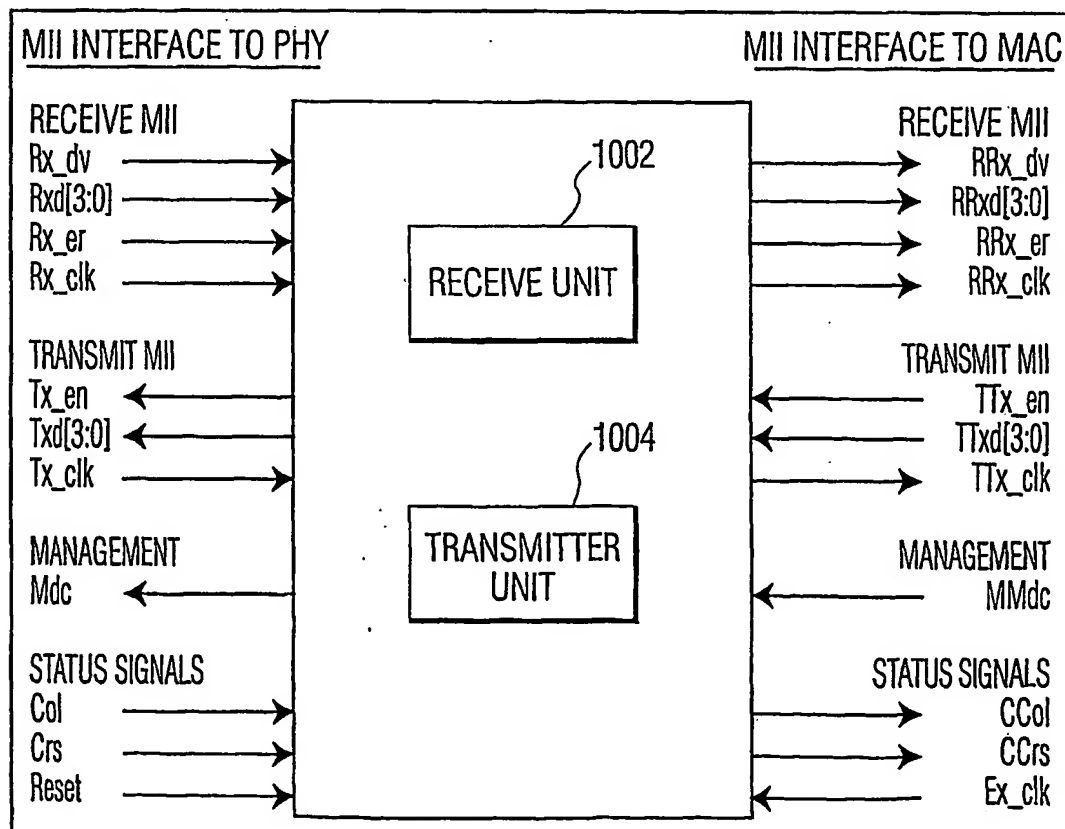 MII INTERFACE TO PHY
MII INTERFACE TO MAC
RECEIVE MII
Rx_dv
Rxd[3:0]
Rx_er
Rx_clk
TRANSMIT MII
Tx_en
Txd[3:0]
Tx_clk
MANAGEMENT
Mdc
STATUS SIGNALS
Col
Crs
Reset
1002
RECEIVE UNIT
1004
TRANSMITTER
UNIT
RECEIVE MII
RRx_dv
RRxd[3:0]
RRx_er
RRx_clk
TRANSMIT MII
TTx_en
TTxd[3:0]
TTx_clk
MANAGEMENT
MMdc
STATUS SIGNALS
CCol
CCrs
Ex_clk